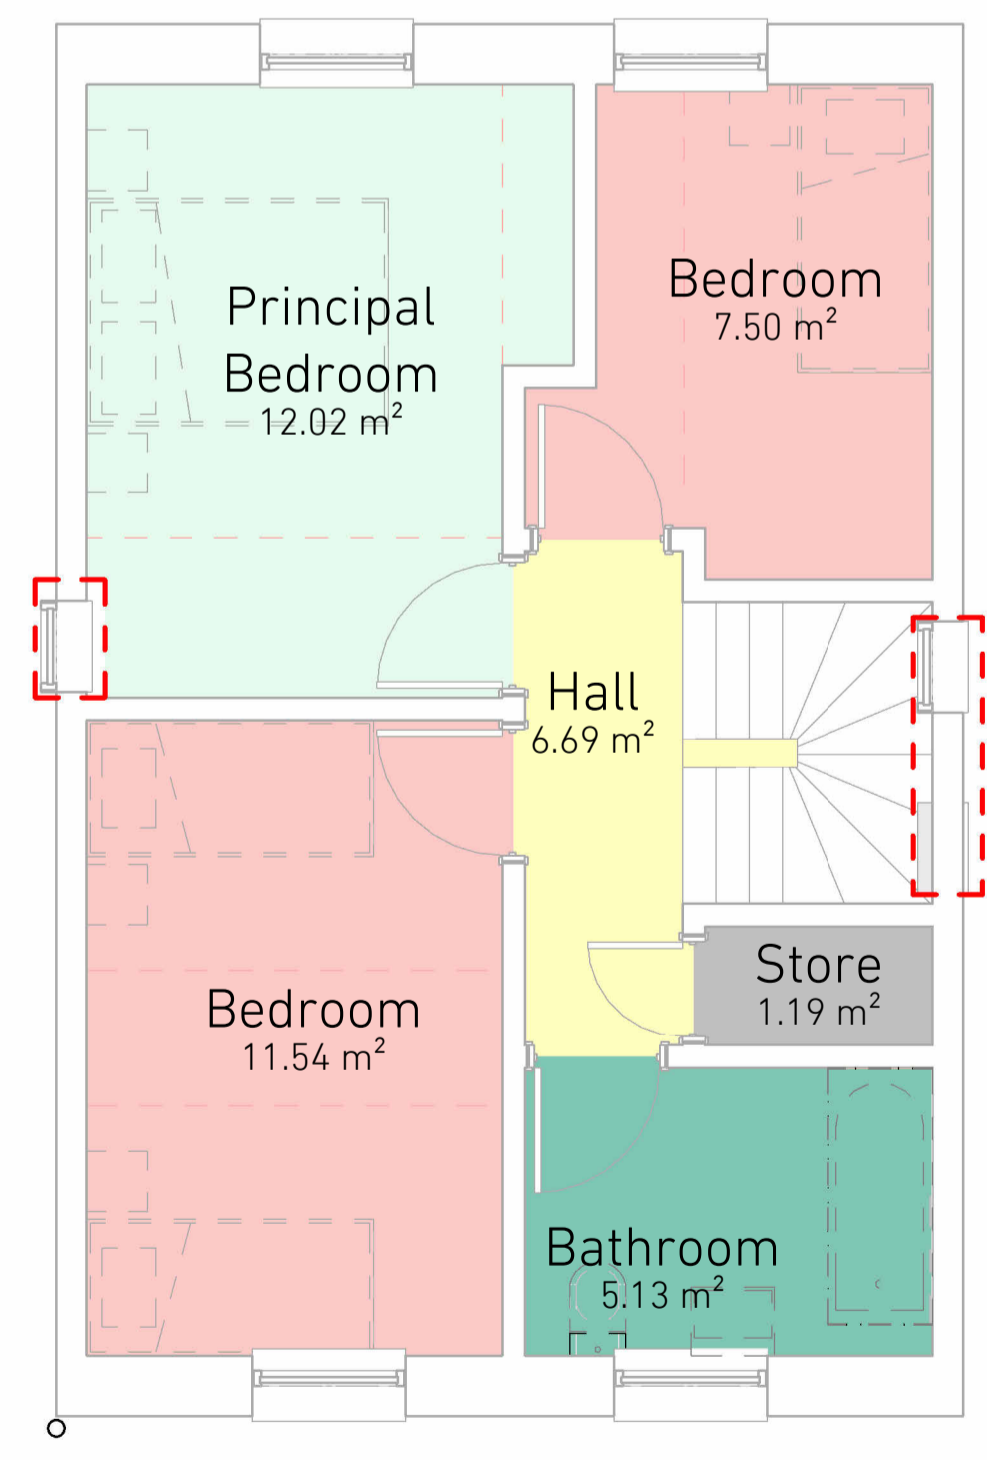 Bedroom
7.50 m²
Principal
Bedroom
12.02 m²
Hall
6.69 m²
Store
1.19 m²
Bedroom
11.54 m²
Bathroom
5.13 m²